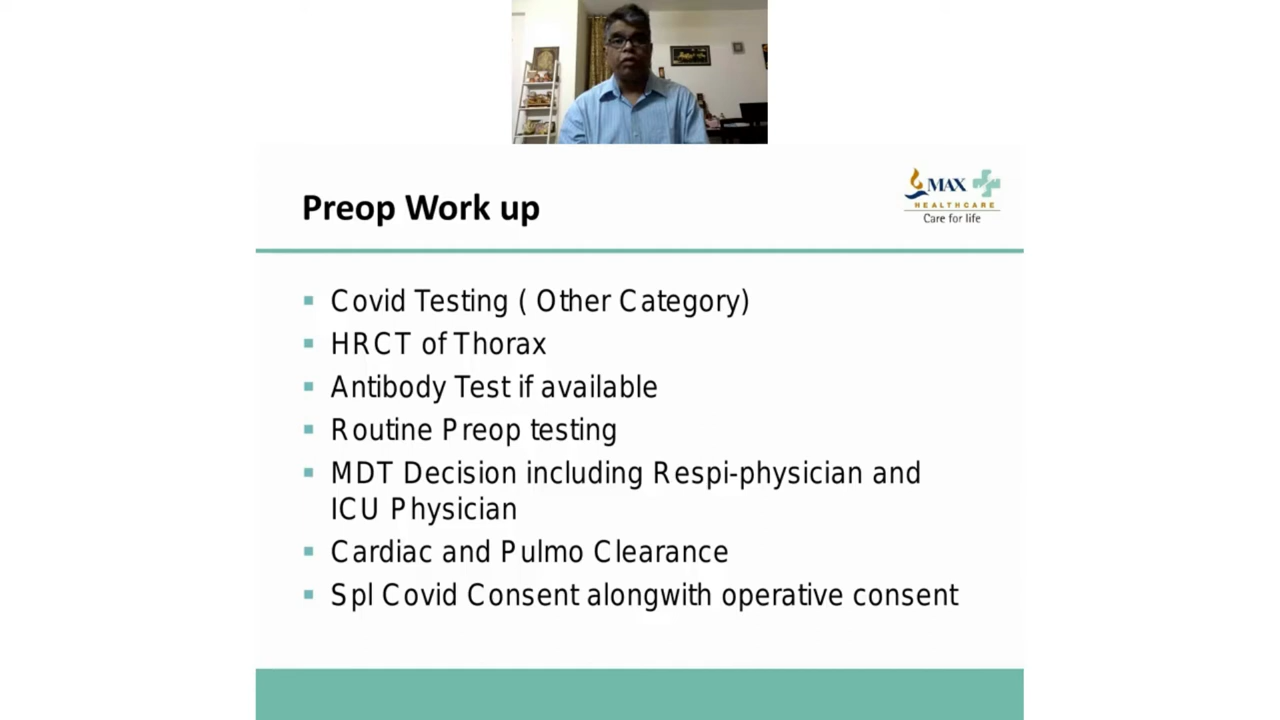 Preop Work up
MAX
HEALTHCARE
Care for life
Covid Testing ( Other Category)
HRCT of Thorax
Antibody Test if available
Routine Preop testing
MDT Decision including Respi-physician and
ICU Physician
Cardiac and Pulmo Clearance
Spl Covid Consent alongwith operative consent